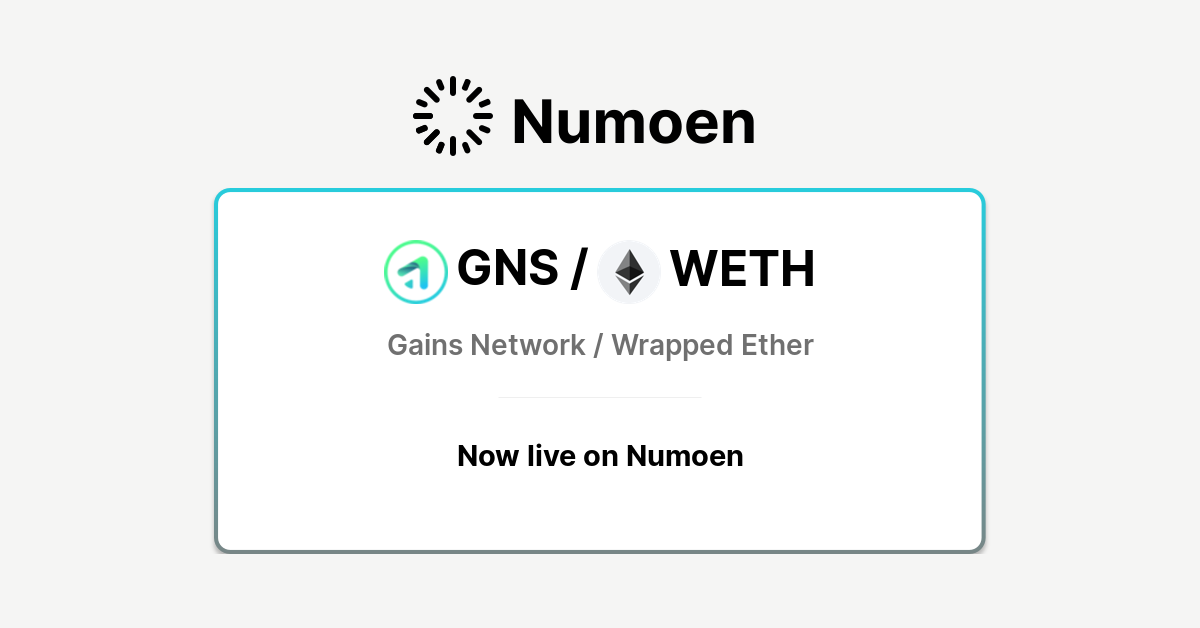 Numoen
GNS / WETH
Gains Network / Wrapped Ether
Now live on Numoen